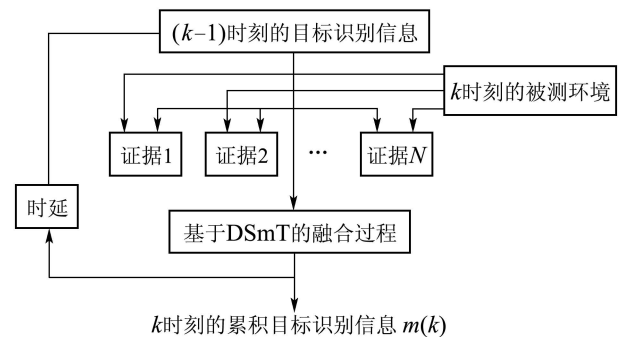 (k–1)时刻的目标识别信息
k时刻的被测环境
证据1
证据2
···
证据N
时延
基于DSmT的融合过程
k时刻的累积目标识别信息 m(k)